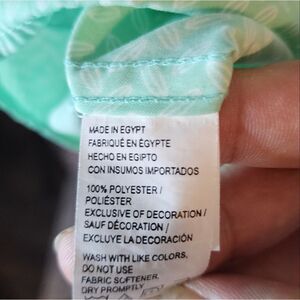 MADE IN EGYPT
FABRIQUÉ EN ÉGYPTE
HECHO EN EGIPTO
CON INSUMOS IMPORTADOS
100% POLYESTER /
POLIÉSTER
EXCLUSIVE OF DECORATION /
SAUF DÉCORATION /
EXCLUYE LA DECORACIÓN
WASH WITH LIKE COLORS,
DO NOT USE
FABRIC SOFTENER,
DRY PROMPTLY